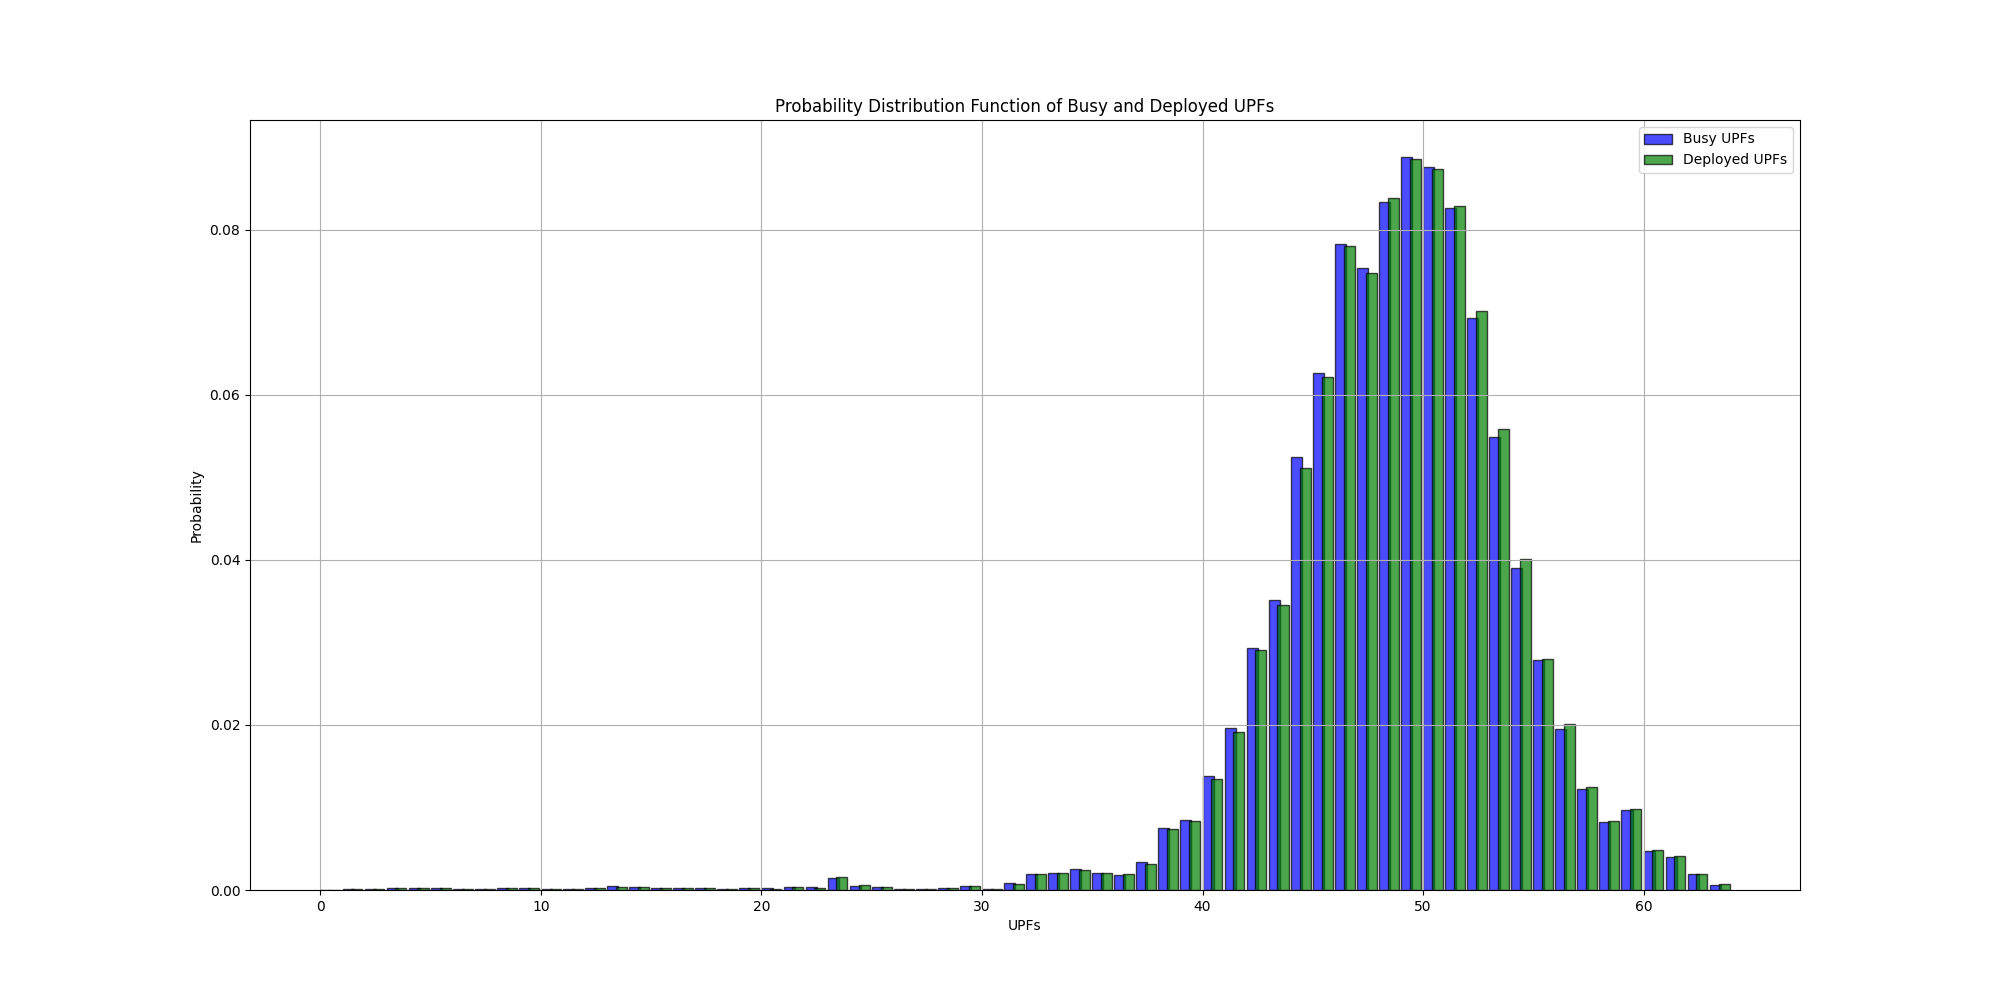 Probability Distribution Function of Busy and Deployed UPFs
Busy UPFs
Deployed UPFs
Probability
0.08
0.06
0.04
0.02
0.00
0 10 20 30 40 50 60
UPFs